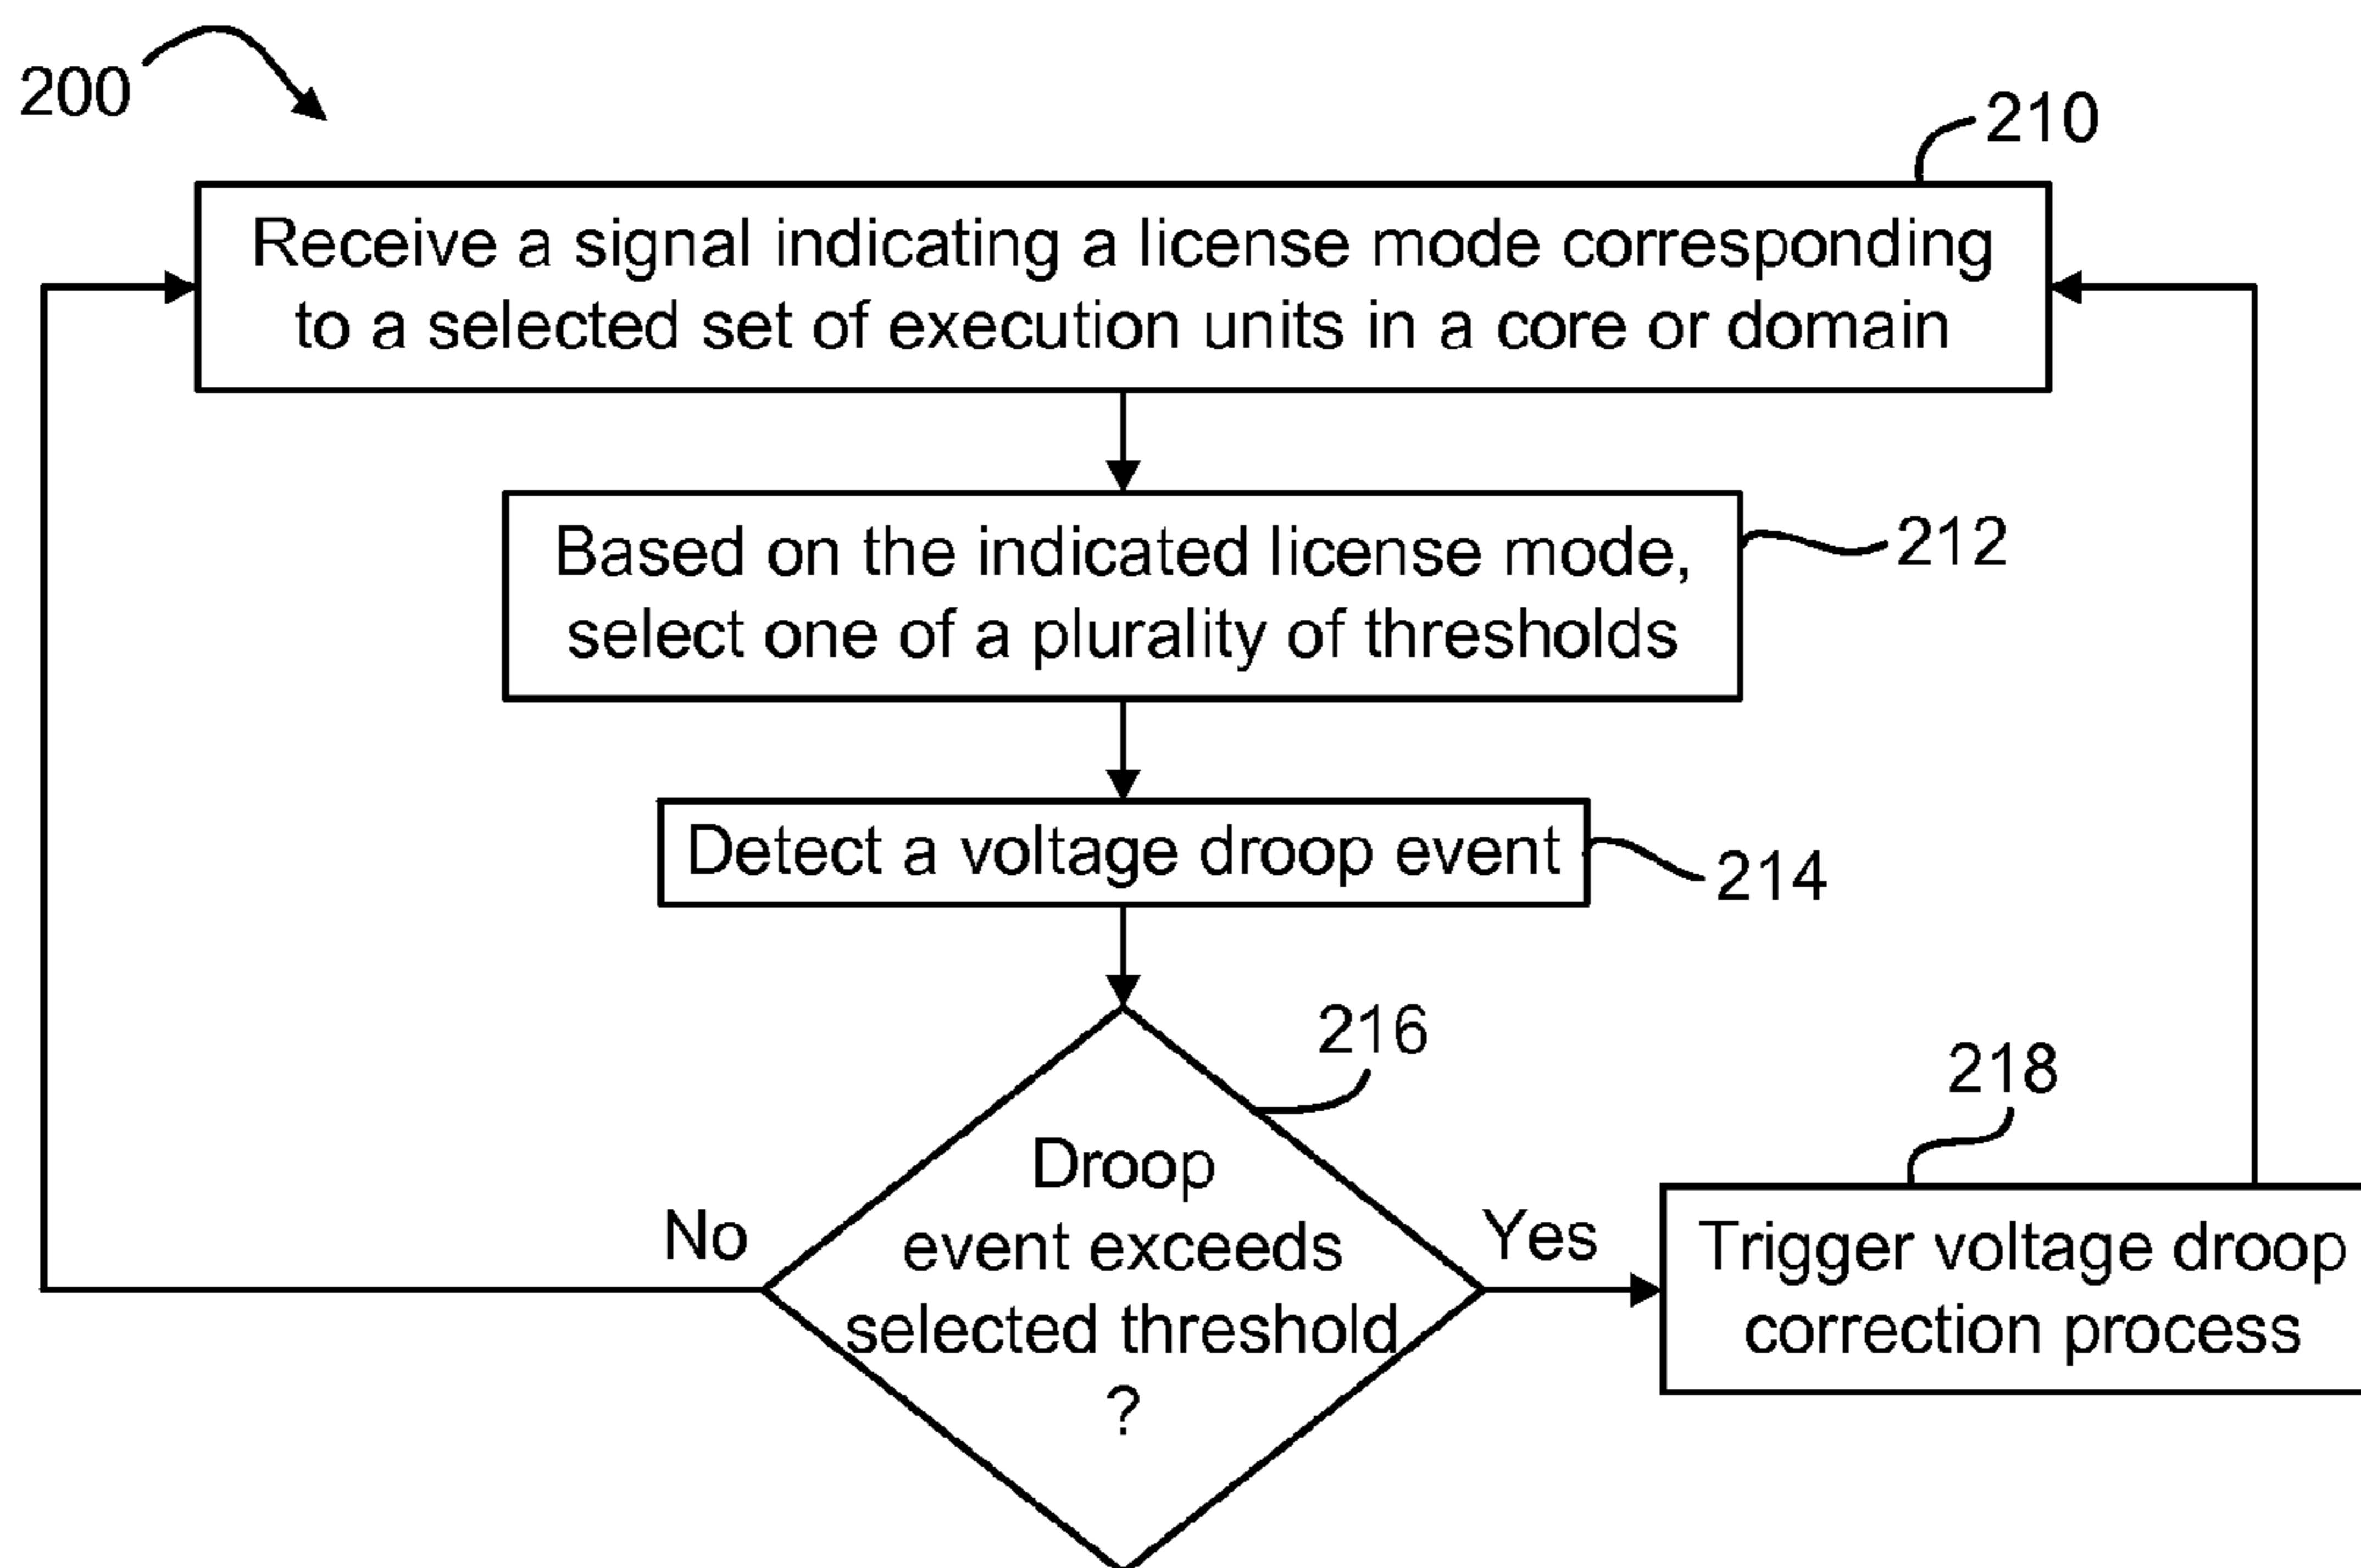 200
210
Receive a signal indicating a license mode corresponding
to a selected set of execution units in a core or domain
Based on the indicated license mode,
select one of a plurality of thresholds
212
Detect a voltage droop event
214
216
Droop
event exceeds
selected threshold
?
No
Yes
218
Trigger voltage droop
correction process